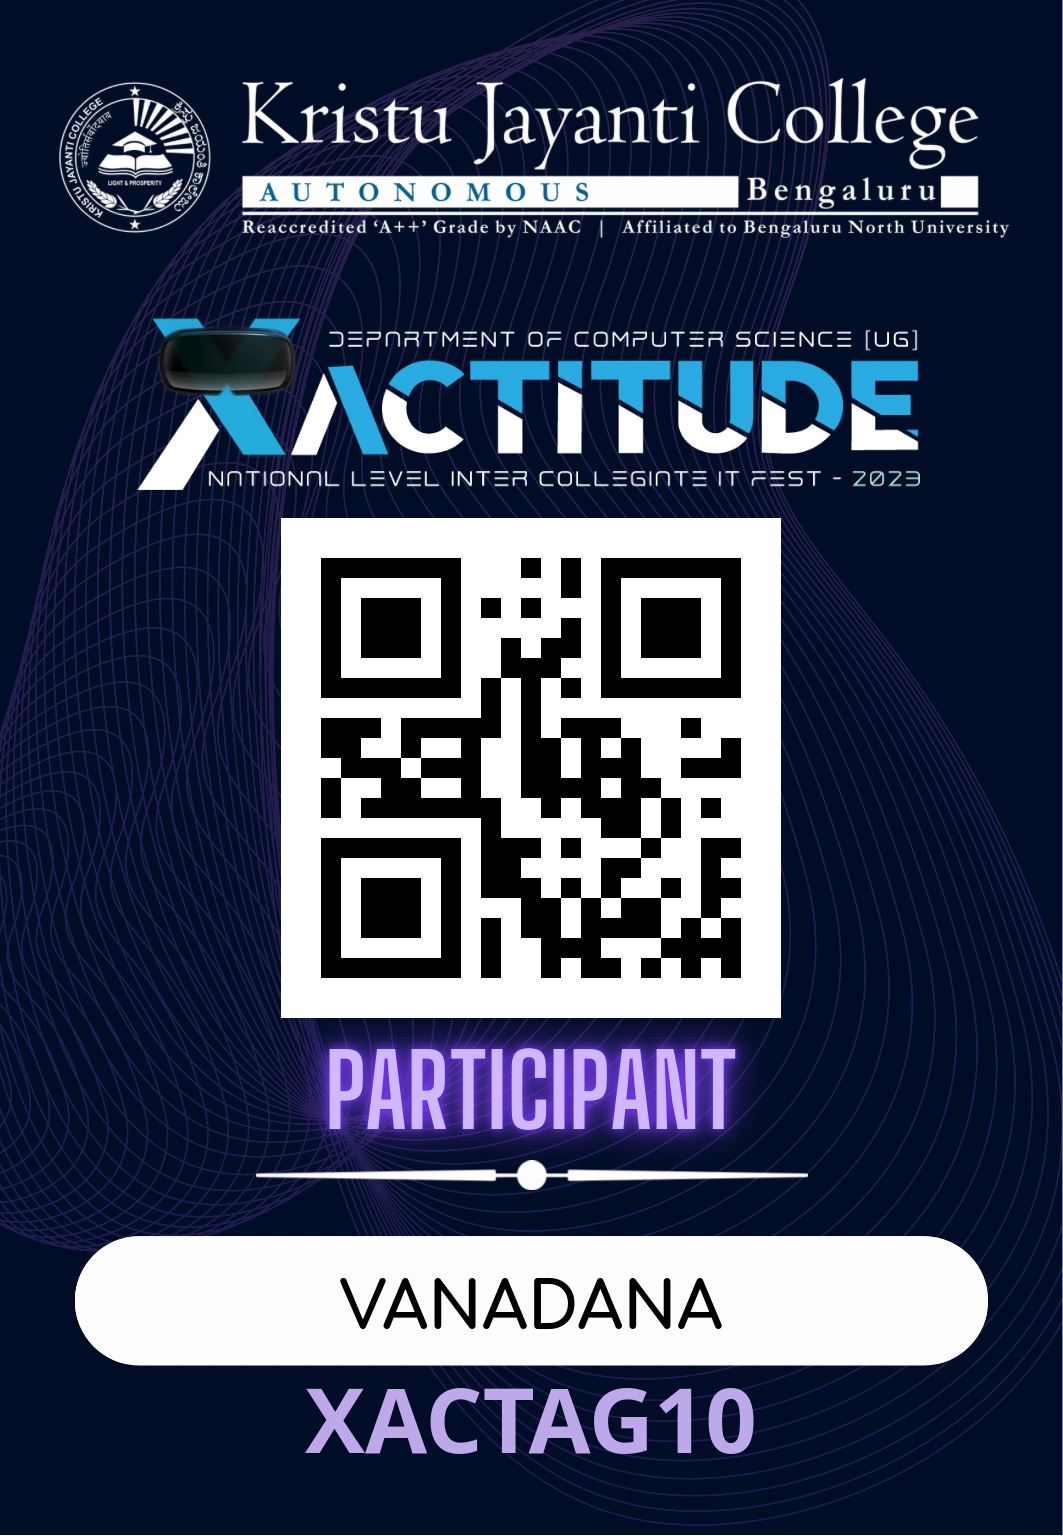 Kristu Jayanti College
AUTONOMOUS Bengaluru
Reaccredited ‘A++’ Grade by NAAC | Affiliated to Bengaluru North University
KRISTU JAYANTI COLLEGE
LIGHT & PROSPERITY
DEPARTMENT OF COMPUTER SCIENCE [UG]
XACTITUDE
NATIONAL LEVEL INTER COLLEGIATE IT FEST - 2023
PARTICIPANT
VANADANA
XACTAG10